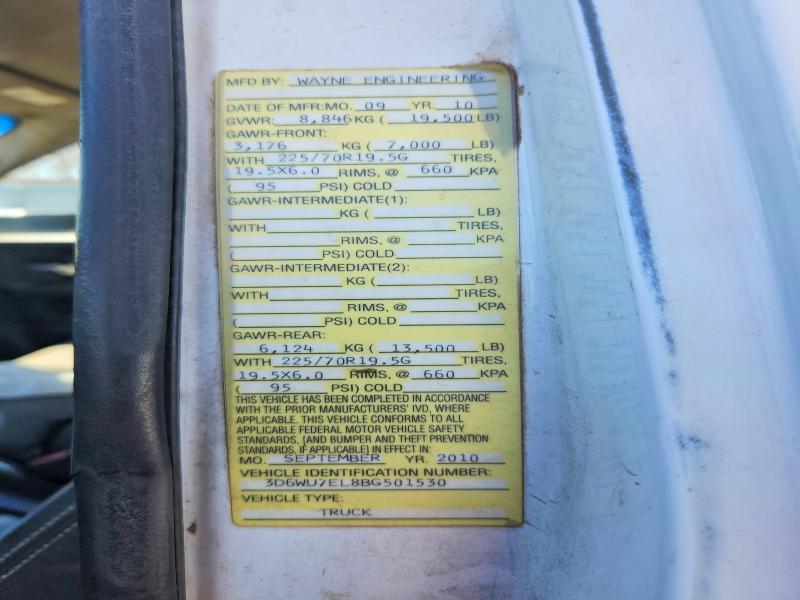 MFD BY: WAYNE ENGINEERING
DATE OF MFR:MO. 09 YR. 10
GVWR: 8,846 KG ( 19,500 LB)
GAWR-FRONT:
3,176 KG ( 7,000 LB)
WITH 225/70R19.5G TIRES,
19.5X6.0 RIMS, @ 660 KPA
( 95 PSI) COLD
GAWR-INTERMEDIATE(1):
KG ( LB)
WITH TIRES,
RIMS, @ KPA
( PSI) COLD
GAWR-INTERMEDIATE(2):
KG ( LB)
WITH TIRES,
RIMS, @ KPA
( PSI) COLD
GAWR-REAR:
6,124 KG ( 13,500 LB)
WITH 225/70R19.5G TIRES,
19.5X6.0 RIMS, @ 660 KPA
( 95 PSI) COLD
THIS VEHICLE HAS BEEN COMPLETED IN ACCORDANCE
WITH THE PRIOR MANUFACTURERS' IVD, WHERE
APPLICABLE. THIS VEHICLE CONFORMS TO ALL
APPLICABLE FEDERAL MOTOR VEHICLE SAFETY
STANDARDS, [AND BUMPER AND THEFT PREVENTION
STANDARDS, IF APPLICABLE] IN EFFECT IN:
MO. SEPTEMBER YR. 2010
VEHICLE IDENTIFICATION NUMBER:
3D6WU7EL8BG501530
VEHICLE TYPE:
TRUCK